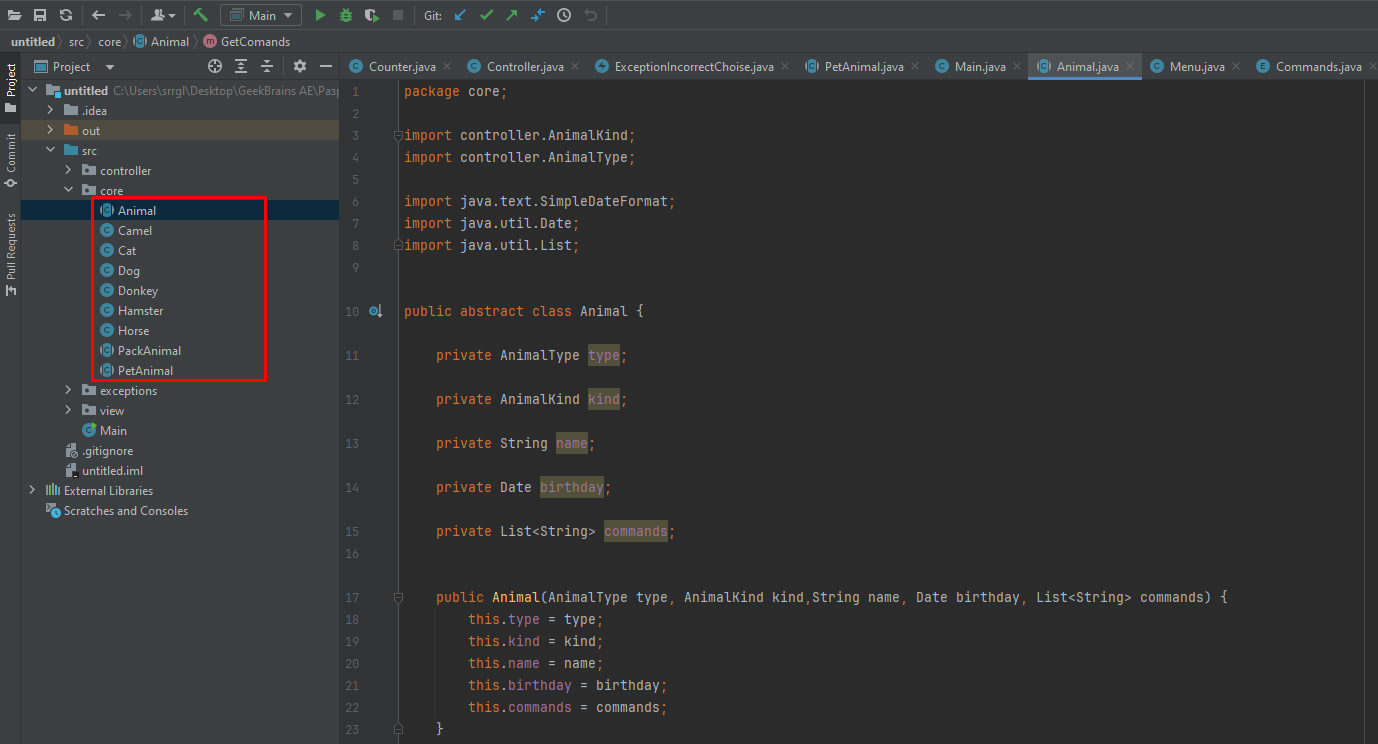 Main
Git:
untitled src core Animal GetComands
Project
Counter.java Controller.java ExceptionIncorrectChoise.java PetAnimal.java Main.java Animal.java Menu.java Commands.java
Project
Commit
Pull Requests
untitled C:\Users\srrgl\Desktop\GeekBrains AE\Разр
.idea
out
src
controller
core
Animal
Camel
Cat
Dog
Donkey
Hamster
Horse
PackAnimal
PetAnimal
exceptions
view
Main
.gitignore
untitled.iml
External Libraries
Scratches and Consoles
1 package core;
2
3 import controller.AnimalKind;
4 import controller.AnimalType;
5
6 import java.text.SimpleDateFormat;
7 import java.util.Date;
8 import java.util.List;
9
10 public abstract class Animal {
11 private AnimalType type;
12 private AnimalKind kind;
13 private String name;
14 private Date birthday;
15 private List<String> commands;
16
17 public Animal(AnimalType type, AnimalKind kind,String name, Date birthday, List<String> commands) {
18 this.type = type;
19 this.kind = kind;
20 this.name = name;
21 this.birthday = birthday;
22 this.commands = commands;
23 }